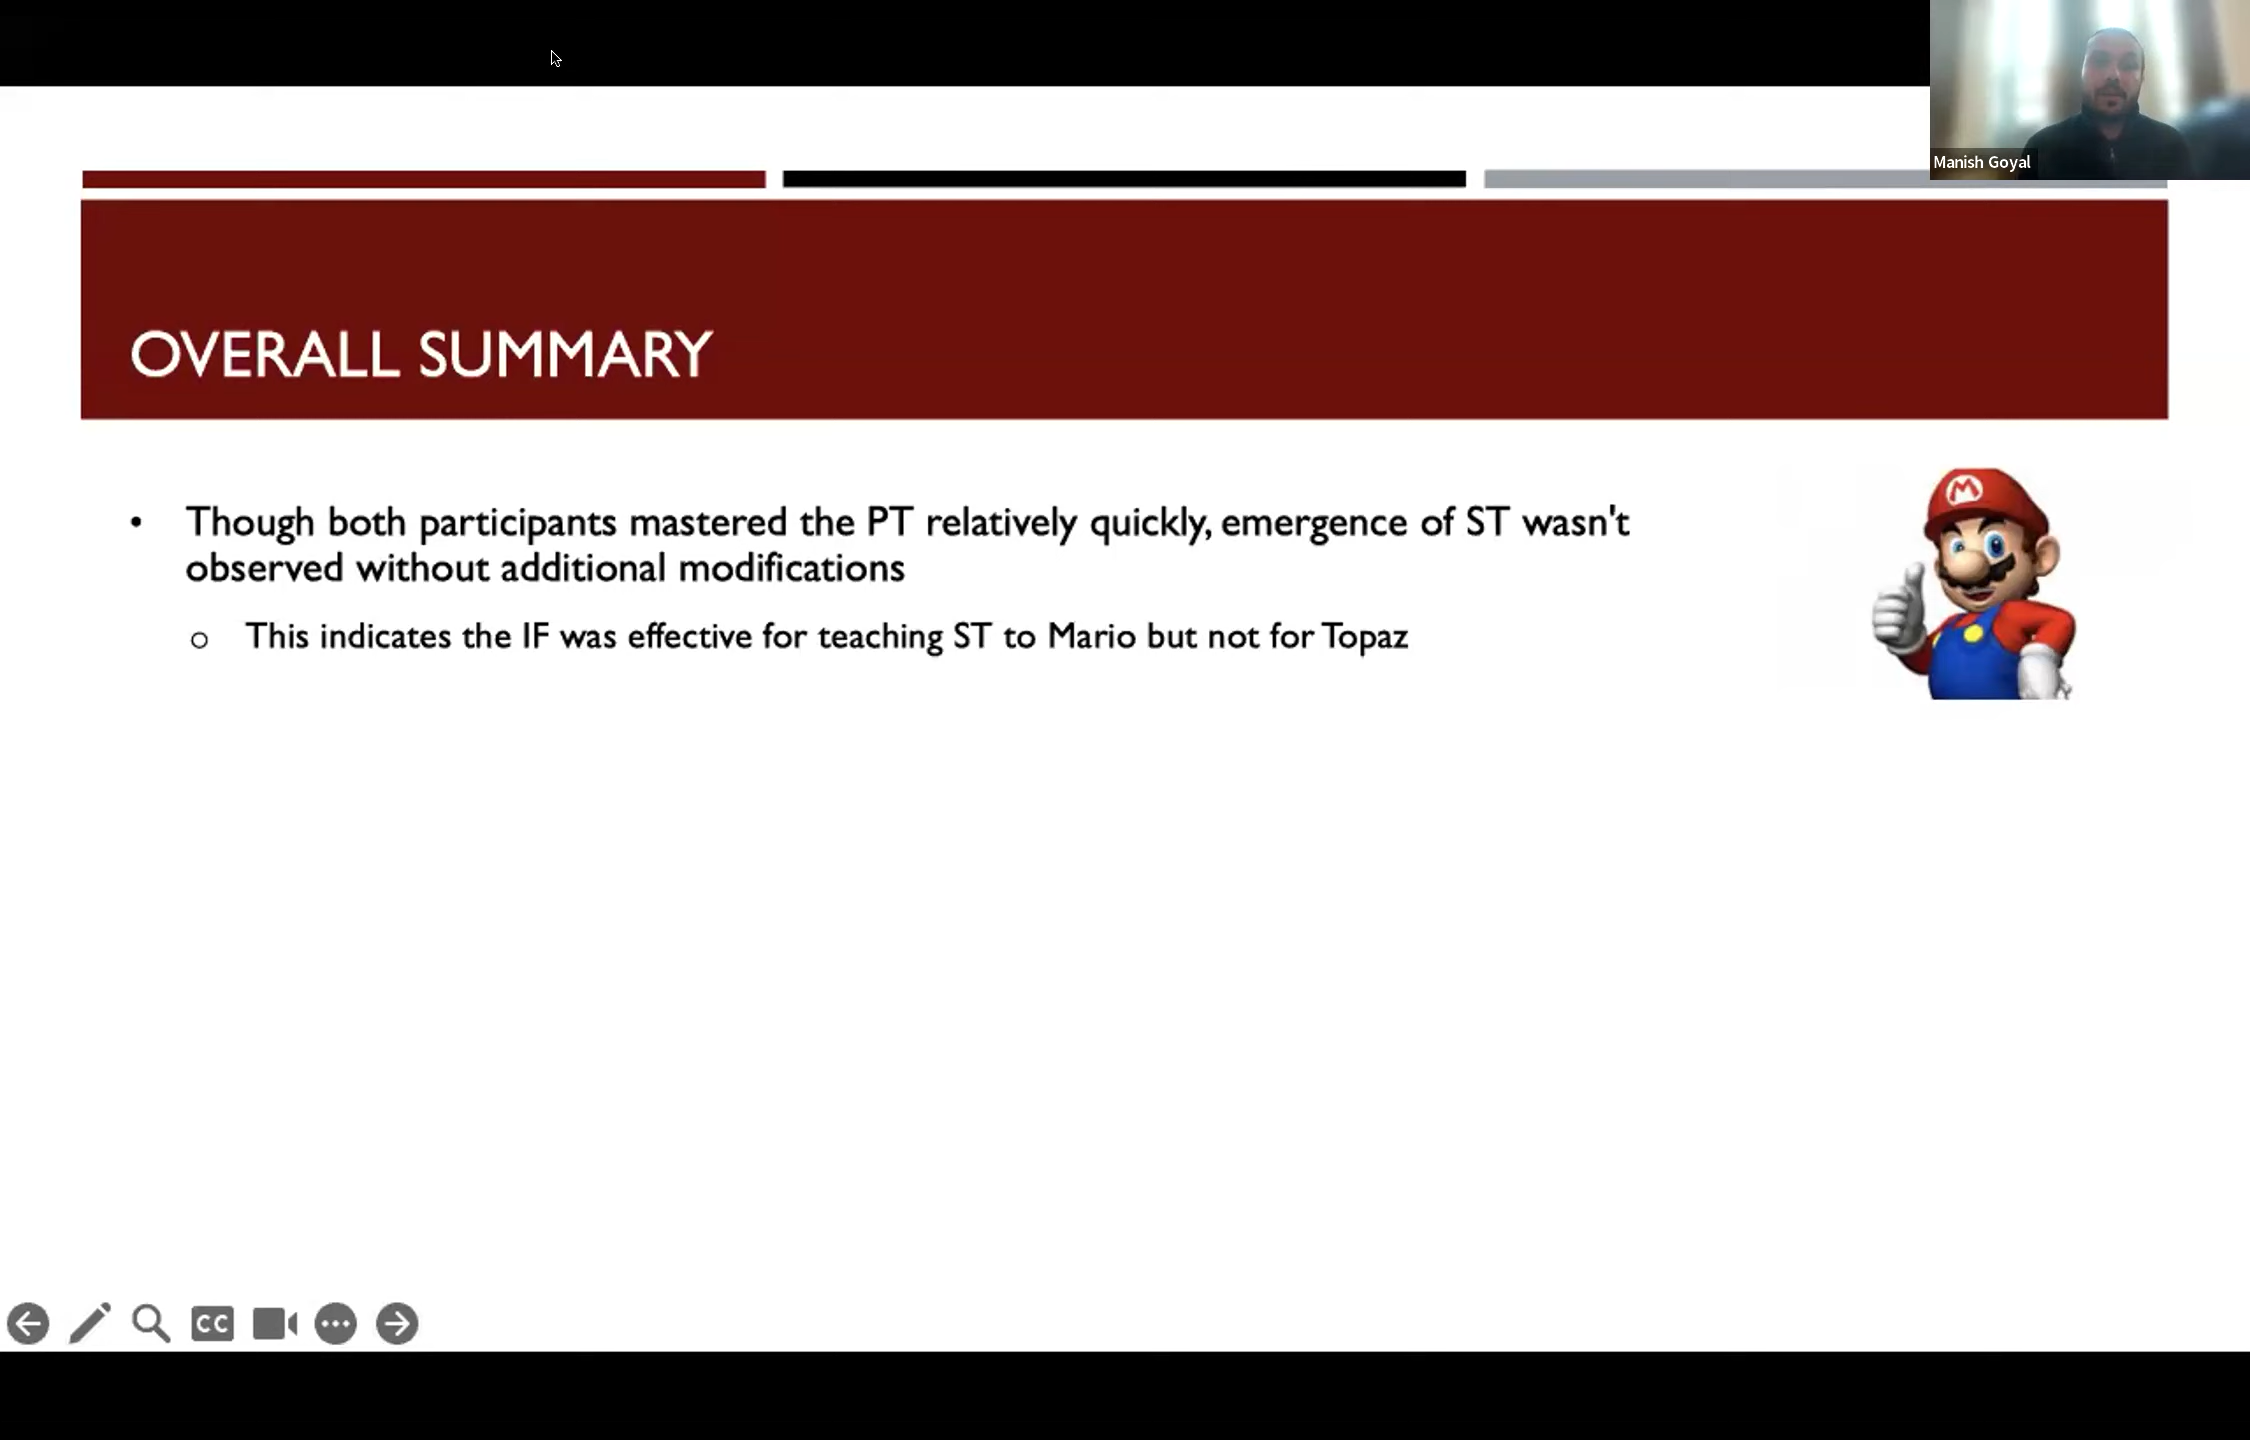 Manish Goyal
OVERALL SUMMARY
• Though both participants mastered the PT relatively quickly, emergence of ST wasn't
observed without additional modifications
o This indicates the IF was effective for teaching ST to Mario but not for Topaz
M
CC